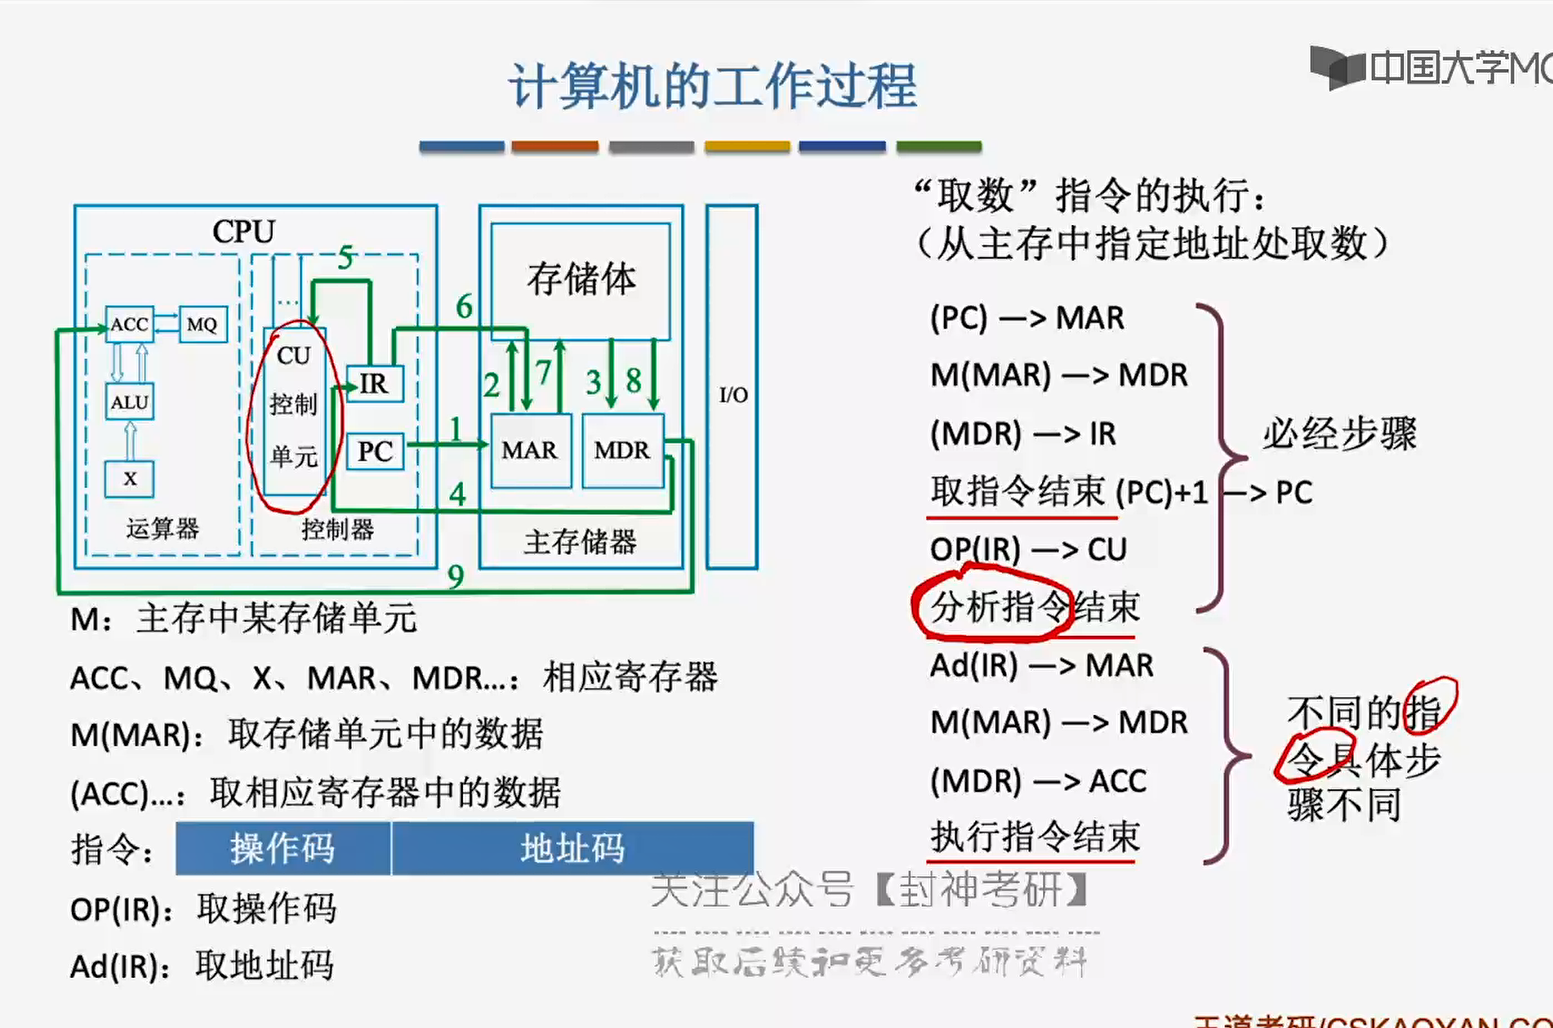 计算机的工作过程
中国大学MO
CPU
ACC
MQ
ALU
X
运算器
...
CU
控制
单元
IR
PC
控制器
5
6
1
4
9
存储体
2
7
3
8
MAR
MDR
主存储器
I/O
M：主存中某存储单元
ACC、MQ、X、MAR、MDR...：相应寄存器
M(MAR)：取存储单元中的数据
(ACC)...：取相应寄存器中的数据
指令：操作码 地址码
OP(IR)：取操作码
Ad(IR)：取地址码
“取数”指令的执行：
（从主存中指定地址处取数）
(PC) —> MAR
M(MAR) —> MDR
(MDR) —> IR
取指令结束 (PC)+1 —> PC
OP(IR) —> CU
分析指令结束
必经步骤
Ad(IR) —> MAR
M(MAR) —> MDR
(MDR) —> ACC
执行指令结束
不同的指
令具体步
骤不同
关注公众号【封神考研】
获取后续和更多考研资料
王道考研/CSKAOYAN.CO